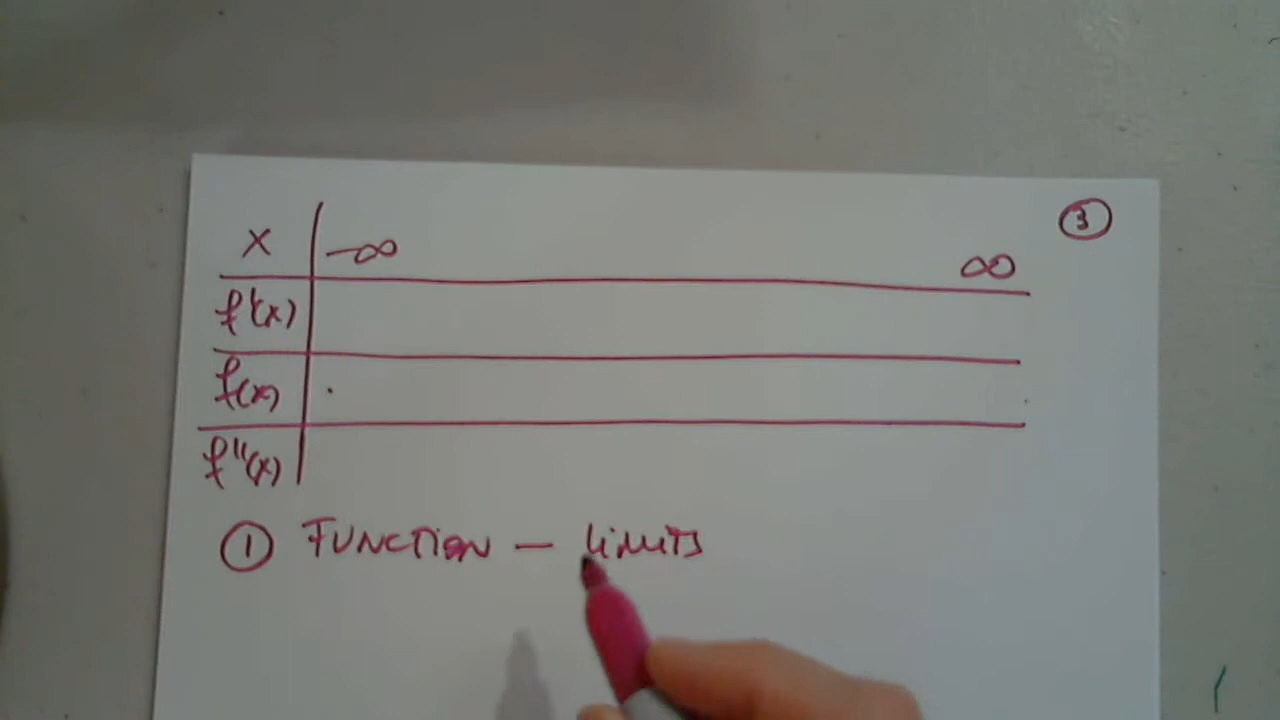 ③
x -∞ ∞
f'(x)
f(x)
f''(x)
① FUNCTION — limits